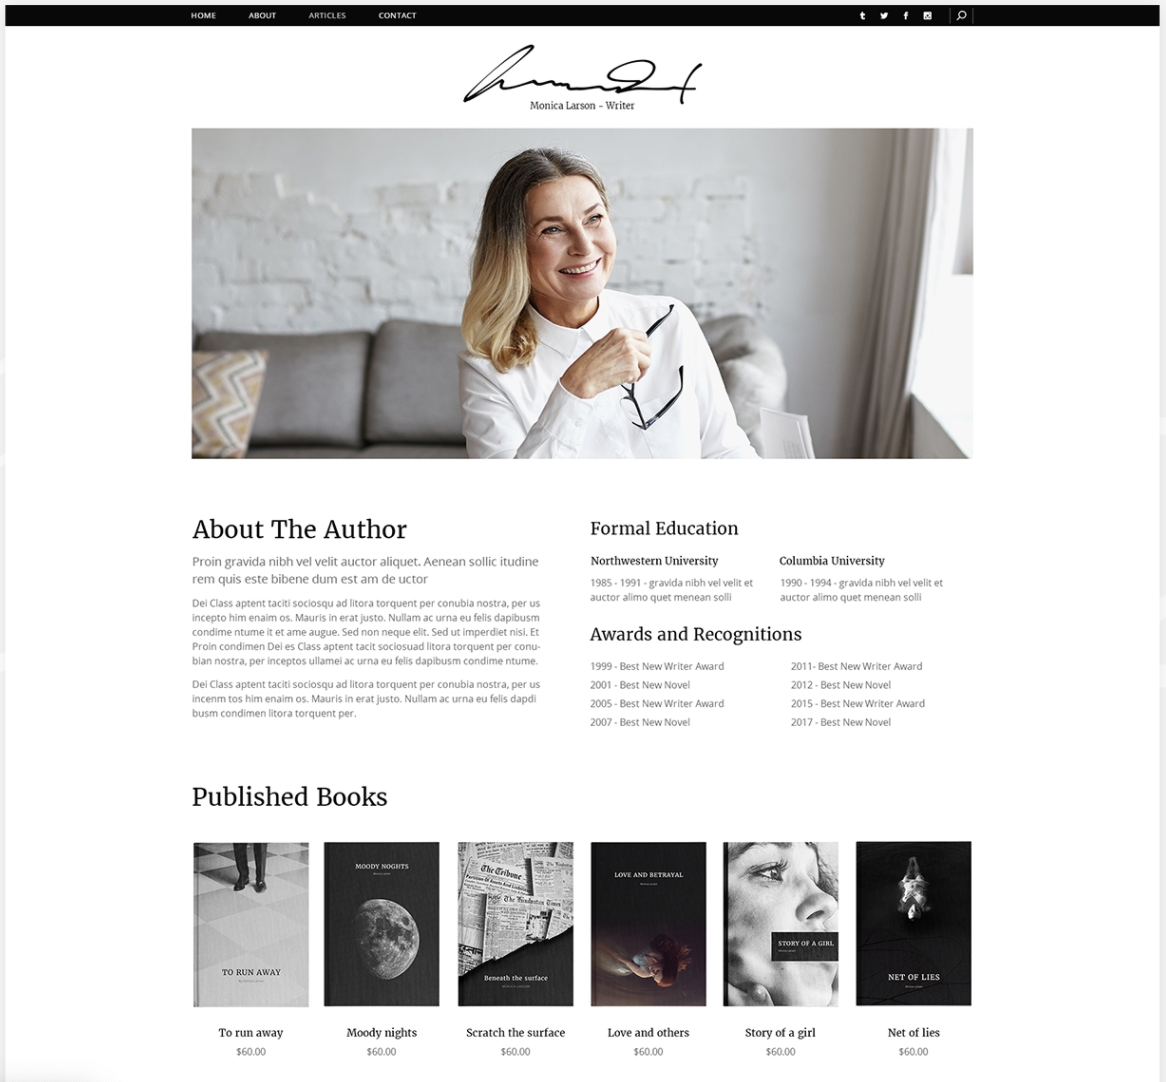 HOME ABOUT ARTICLES CONTACT
Monica Larson - Writer
About The Author
Proin gravida nibh vel velit auctor aliquet. Aenean sollic itudine
rem quis este bibene dum est am de uctor
Dei Class aptent taciti sociosqu ad litora torquent per conubia nostra, per us
incepto him enaim os. Mauris in erat justo. Nullam ac urna eu felis dapibusm
condime ntume it et ame augue. Sed non neque elit. Sed ut imperdiet nisi. Et
Proin condimen Dei es Class aptent tacit sociosuad litora torquent per conu-
bian nostra, per inceptos ullamei ac urna eu felis dapibusm condime ntume.
Dei Class aptent taciti sociosqu ad litora torquent per conubia nostra, per us
incenm tos him enaim os. Mauris in erat justo. Nullam ac urna eu felis dapdi
busm condimen litora torquent per.
Formal Education
Northwestern University
1985 - 1991 - gravida nibh vel velit et
auctor alimo quet menean solli
Columbia University
1990 - 1994 - gravida nibh vel velit et
auctor alimo quet menean solli
Awards and Recognitions
1999 - Best New Writer Award
2001 - Best New Novel
2005 - Best New Writer Award
2007 - Best New Novel
2011- Best New Writer Award
2012 - Best New Novel
2015 - Best New Writer Award
2017 - Best New Novel
Published Books
TO RUN AWAY
To run away
$60.00
MOODY NOGHTS
Moody nights
$60.00
The Tribune
The Hindustan Times
Beneath the surface
Scratch the surface
$60.00
LOVE AND BETRAYAL
Love and others
$60.00
STORY OF A GIRL
Story of a girl
$60.00
NET OF LIES
Net of lies
$60.00